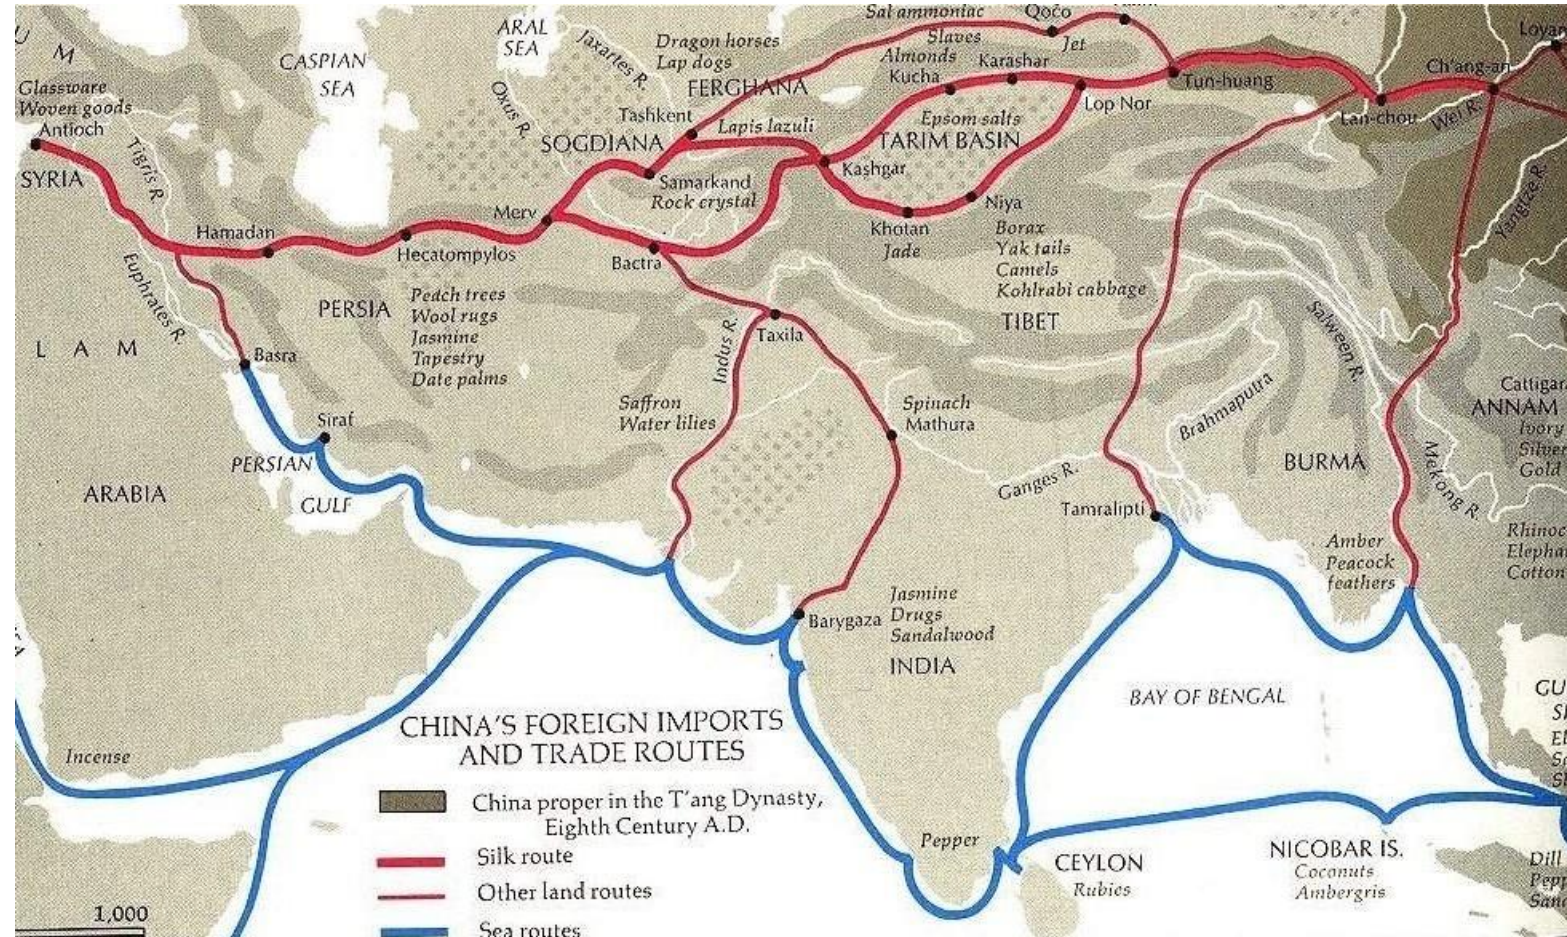 ARAL
SEA
Jaxartes R.
Sal ammoniac
Qočo
Slaves
Jet
Dragon horses
Lap dogs
FERGHANA
Almonds
Kucha
Karashar
U M
CASPIAN
SEA
Oxus R.
Glassware
Woven goods
Antioch
SYRIA
Tigris R.
Tashkent
SOGDIANA
Lapis lazuli
Samarkand
Rock crystal
Kashgar
Epsom salts
TARIM BASIN
Lop Nor
Tun-huang
Lan-chou
Ch'ang-an
Wei R.
Yangtze R.
Merv
Hamadan
Hecatompylos
Bactra
Khotan
Jade
Niya
Borax
Yak tails
Camels
Kohlrabi cabbage
TIBET
Euphrates R.
PERSIA
Pedch trees
Wool rugs
Jasmine
Tapestry
Date palms
L A M
Basra
Taxila
Indus R.
Salween R.
Brahmaputra
ANNAM
Ivory
Gold
Siraf
Saffron
Water lilies
Spinach
Mathura
PERSIAN
GULF
ARABIA
Ganges R.
BURMA
Mekong R.
Tamralipti
Amber
Peacock
feathers
Cotton
Barygaza
Jasmine
Drugs
Sandalwood
INDIA
BAY OF BENGAL
Incense
CHINA'S FOREIGN IMPORTS
AND TRADE ROUTES
China proper in the T'ang Dynasty,
Eighth Century A.D.
Silk route
Other land routes
Sea routes
1,000
Pepper
CEYLON
Rubies
NICOBAR IS.
Coconuts
Ambergris
Dill